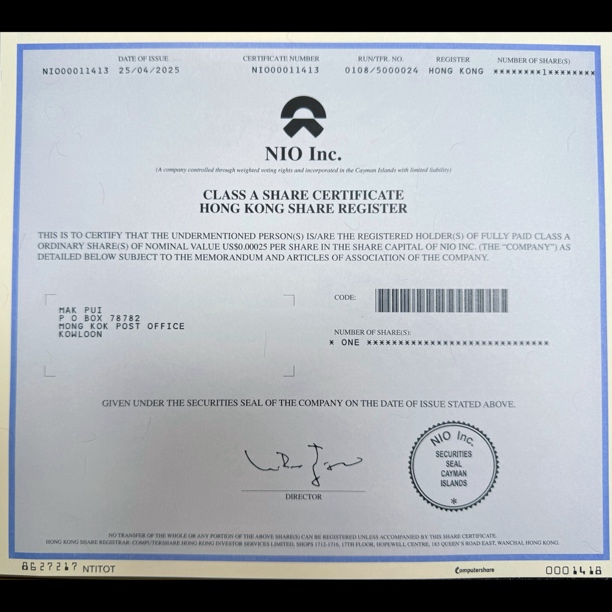 DATE OF ISSUE CERTIFICATE NUMBER RUN/TFR. NO. REGISTER NUMBER OF SHARE(S)
NIO00011413 25/04/2025 NIO00011413 0108/5000024 HONG KONG ********1********
NIO Inc.
(A company controlled through weighted voting rights and incorporated in the Cayman Islands with limited liability)
CLASS A SHARE CERTIFICATE
HONG KONG SHARE REGISTER
THIS IS TO CERTIFY THAT THE UNDERMENTIONED PERSON(S) IS/ARE THE REGISTERED HOLDER(S) OF FULLY PAID CLASS A
ORDINARY SHARE(S) OF NOMINAL VALUE US$0.00025 PER SHARE IN THE SHARE CAPITAL OF NIO INC. (THE "COMPANY") AS
DETAILED BELOW SUBJECT TO THE MEMORANDUM AND ARTICLES OF ASSOCIATION OF THE COMPANY.
CODE:
MAK PUI
P O BOX 78782
MONG KOK POST OFFICE
KOWLOON
NUMBER OF SHARE(S):
* ONE *****************************
GIVEN UNDER THE SECURITIES SEAL OF THE COMPANY ON THE DATE OF ISSUE STATED ABOVE.
NIO Inc.
SECURITIES
SEAL
CAYMAN
ISLANDS
*
DIRECTOR
NO TRANSFER OF THE WHOLE OR ANY PORTION OF THE ABOVE SHARE(S) CAN BE REGISTERED UNLESS ACCOMPANIED BY THIS SHARE CERTIFICATE.
HONG KONG SHARE REGISTRAR: COMPUTERSHARE HONG KONG INVESTOR SERVICES LIMITED, SHOPS 1712-1716, 17TH FLOOR, HOPEWELL CENTRE, 183 QUEEN'S ROAD EAST, WANCHAI, HONG KONG.
8627217 NTITOT Computershare 0001418